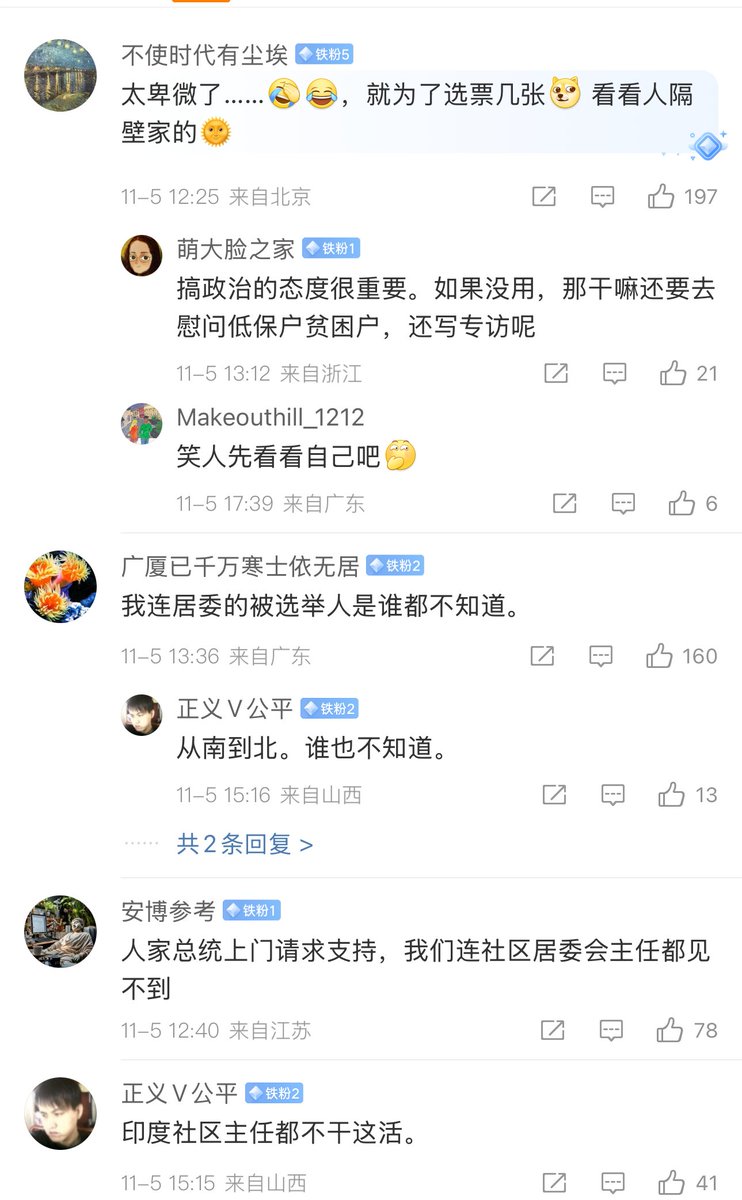 不使时代有尘埃 铁粉5
太卑微了……🤣😂，就为了选票几张 看看人隔
壁家的🌞
11-5 12:25 来自北京 197
萌大脸之家 铁粉1
搞政治的态度很重要。如果没用，那干嘛还要去
慰问低保户贫困户，还写专访呢
11-5 13:12 来自浙江 21
Makeouthill_1212
笑人先看看自己吧
11-5 17:39 来自广东 6
广厦已千万寒士依无居 铁粉2
我连居委的被选举人是谁都不知道。
11-5 13:36 来自广东 160
正义V公平 铁粉2
从南到北。谁也不知道。
11-5 15:16 来自山西 13
…… 共2条回复 >
安博参考 铁粉1
人家总统上门请求支持，我们连社区居委会主任都见
不到
11-5 12:40 来自江苏 78
正义V公平 铁粉2
印度社区主任都不干这活。
11-5 15:15 来自山西 41